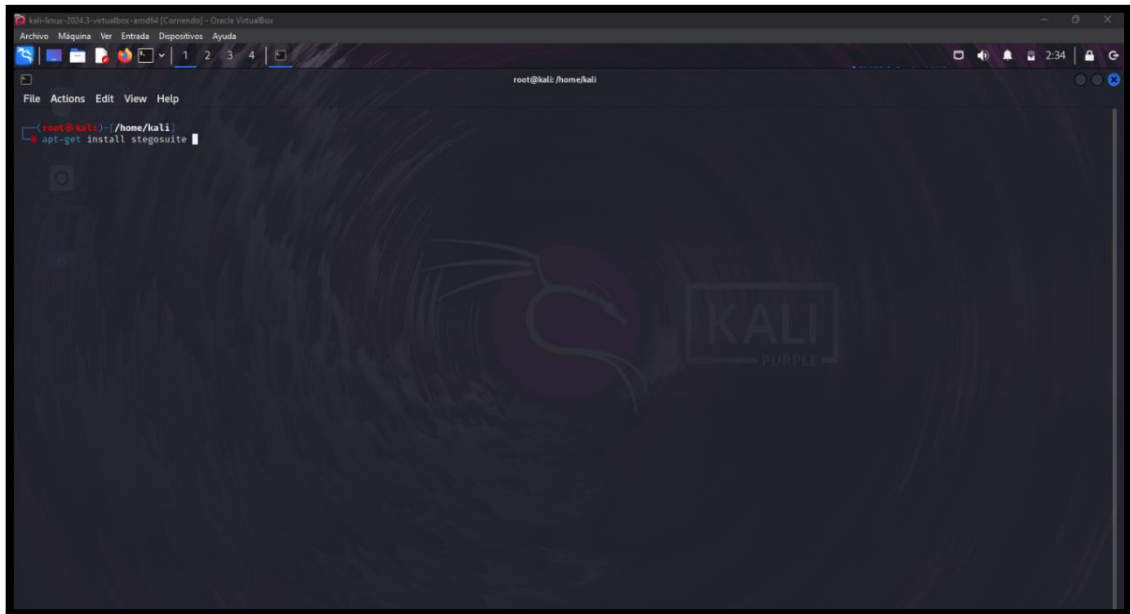 kali-linux-2024.3-virtualbox-amd64 [Corriendo] - Oracle VirtualBox
Archivo Máquina Ver Entrada Dispositivos Ayuda
1 2 3 4 2:34
root@kali: /home/kali
File Actions Edit View Help
(root㉿kali)-[/home/kali]
# apt-get install stegosuite
KALI
PURPLE